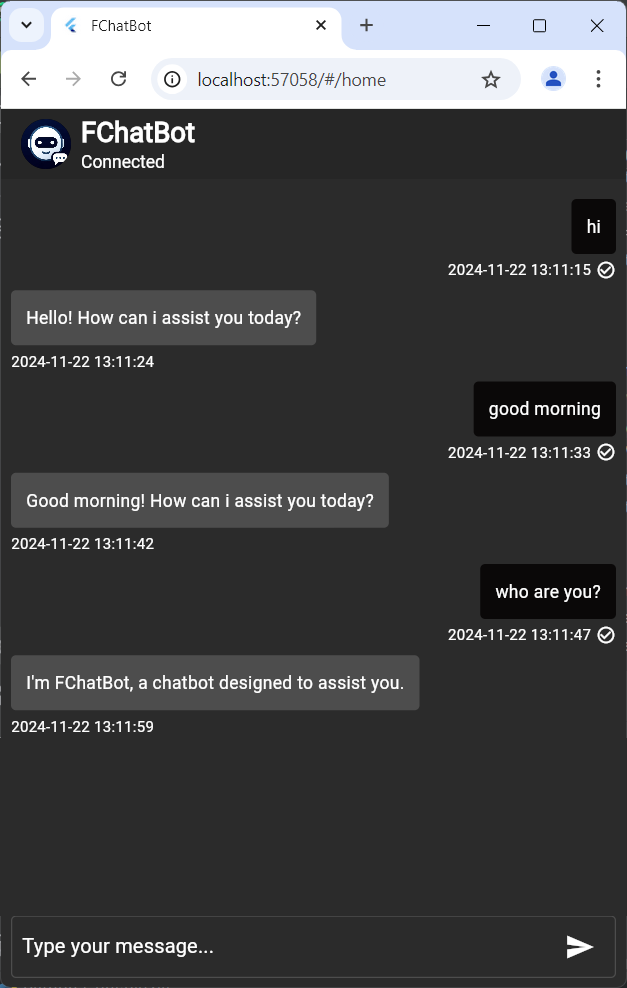 FChatBot
localhost:57058/#/home
FChatBot
Connected
hi
2024-11-22 13:11:15
Hello! How can i assist you today?
2024-11-22 13:11:24
good morning
2024-11-22 13:11:33
Good morning! How can i assist you today?
2024-11-22 13:11:42
who are you?
2024-11-22 13:11:47
I'm FChatBot, a chatbot designed to assist you.
2024-11-22 13:11:59
Type your message...